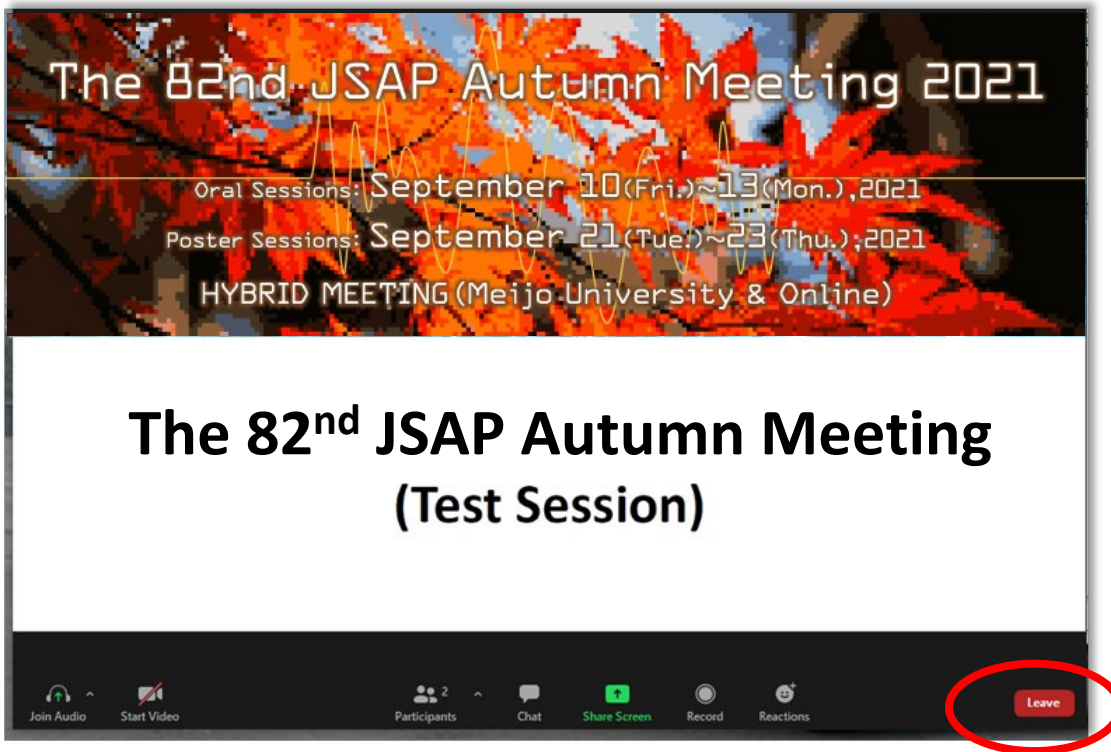 The 82nd JSAP Autumn Meeting 2021
Oral Sessions: September 10(Fri.)~13(Mon.),2021
Poster Sessions: September 21(Tue.)~23(Thu.),2021
HYBRID MEETING(Meijo University & Online)
The 82nd JSAP Autumn Meeting
(Test Session)
Join Audio Start Video Participants 2 Chat Share Screen Record Reactions Leave